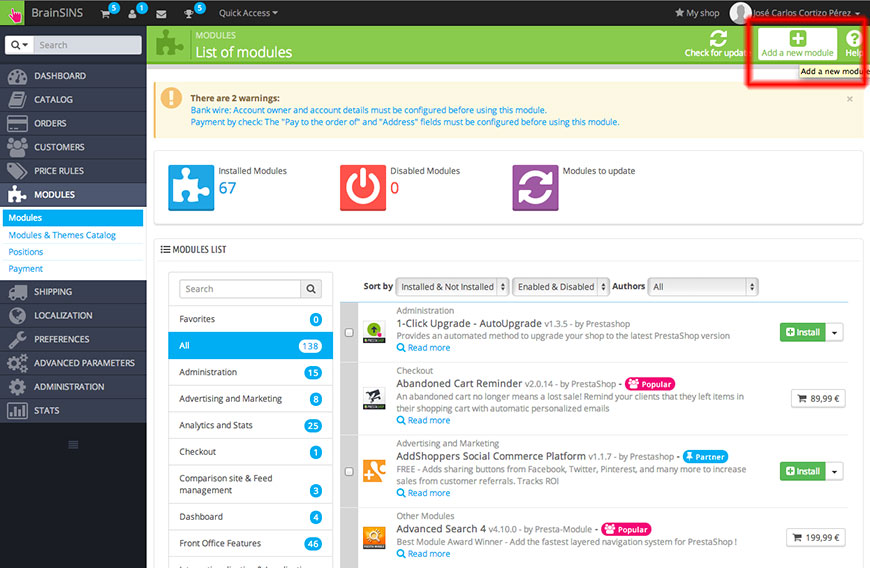 BrainSINS
5
1
5
Quick Access
My shop
José Carlos Cortizo Pérez
Search
MODULES
List of modules
Check for
Add a new module
Add a new module
DASHBOARD
CATALOG
ORDERS
CUSTOMERS
PRICE RULES
MODULES
Modules
Modules & Themes Catalog
Positions
Payment
SHIPPING
LOCALIZATION
PREFERENCES
ADVANCED PARAMETERS
ADMINISTRATION
STATS
There are 2 warnings:
Bank wire: Account owner and account details must be configured before using this module.
Payment by check: The "Pay to the order of" and "Address" fields must be configured before using this module.
×
Installed Modules
67
Disabled Modules
0
Modules to update
MODULES LIST
Search
Favorites 0
All 138
Administration 15
Advertising and Marketing 8
Analytics and Stats 25
Checkout 1
Comparison site & Feed
management 3
Dashboard 4
Front Office Features 46
Sort by Installed & Not Installed Enabled & Disabled Authors All
Administration
1-Click Upgrade - AutoUpgrade v1.3.5 - by Prestashop
Provides an automated method to upgrade your shop to the latest PrestaShop version
Read more
Install
Checkout
Abandoned Cart Reminder v2.0.14 - by PrestaShop - Popular
An abandoned cart no longer means a lost sale! Remind your clients that they left items in
their shopping cart with automatic personalized emails
Read more
89,99 €
Advertising and Marketing
AddShoppers Social Commerce Platform v1.1.7 - by Prestashop - Partner
FREE - Adds sharing buttons from Facebook, Twitter, Pinterest, and many more to increase
sales from customer referrals. Tracks ROI
Read more
Install
Other Modules
Advanced Search 4 v4.10.0 - by Presta-Module - Popular
Best Module Award Winner - Add the fastest layered navigation system for PrestaShop !
Read more
199,99 €